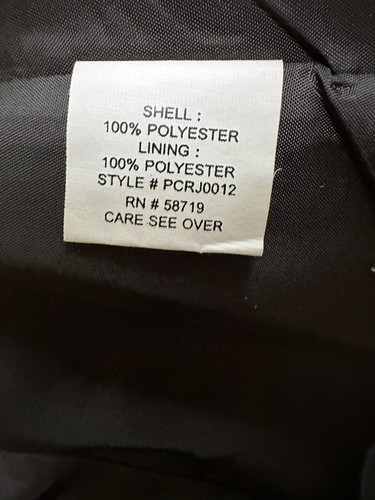 SHELL :
100% POLYESTER
LINING :
100% POLYESTER
STYLE # PCRJ0012
RN # 58719
CARE SEE OVER